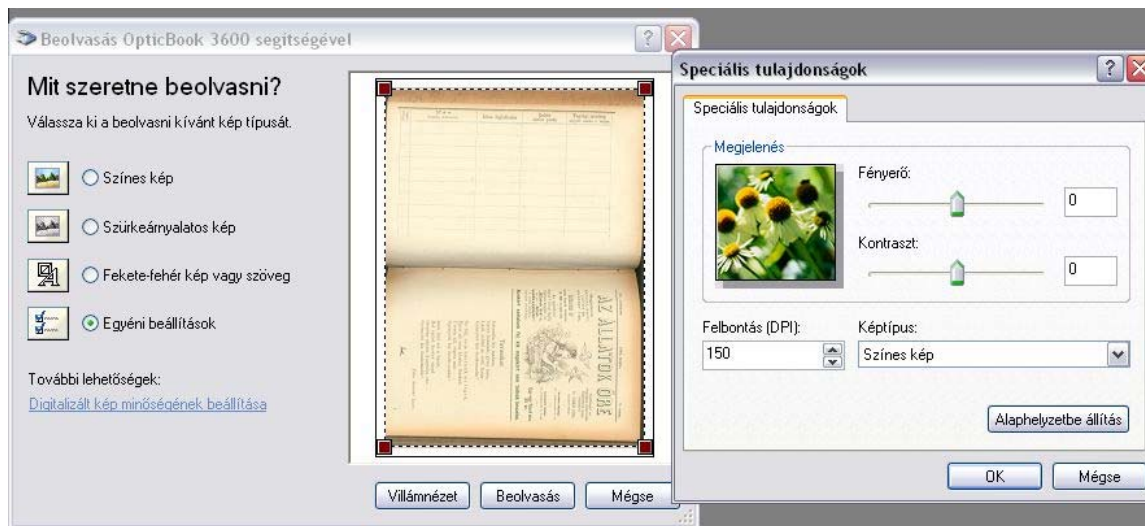 Beolvasás OpticBook 3600 segítségével
Mit szeretne beolvasni?
Válassza ki a beolvasni kívánt kép típusát.
Színes kép
Szürkeárnyalatos kép
Fekete-fehér kép vagy szöveg
Egyéni beállítások
További lehetőségek:
Digitalizált kép minőségének beállítása
AZ ÁLLATOK ŐRE
Villámnézet
Beolvasás
Mégse
Speciális tulajdonságok
Speciális tulajdonságok
Megjelenés
Fényerő:
0
Kontraszt:
0
Felbontás (DPI):
Képtípus:
150
Színes kép
Alaphelyzetbe állítás
OK
Mégse